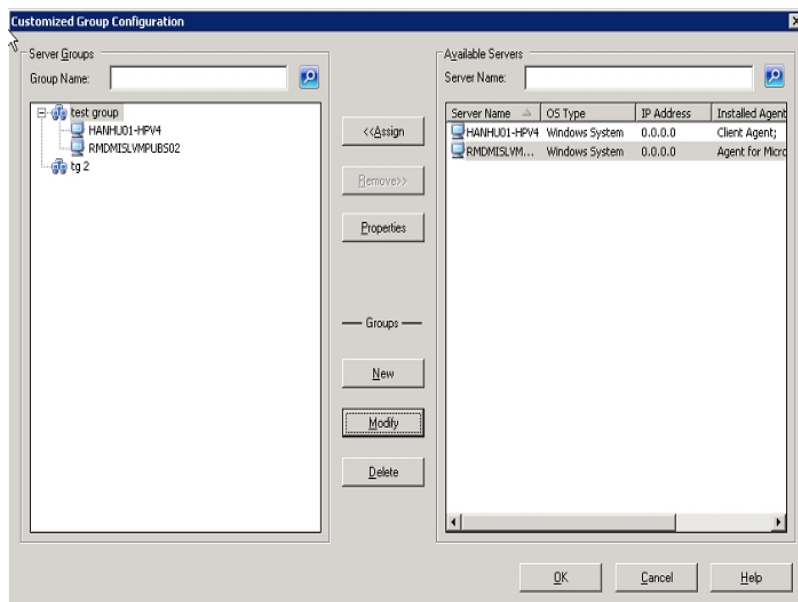 Customized Group Configuration
Server Groups
Group Name:
test group
HANHU01-HPV4
RMDMISLVMPUBS02
tg 2
<<Assign
Remove>>
Properties
Groups
New
Modify
Delete
Available Servers
Server Name:
Server Name OS Type IP Address Installed Agent
HANHU01-HPV4 Windows System 0.0.0.0 Client Agent;
RMDMISLVM... Windows System 0.0.0.0 Agent for Micro
OK Cancel Help